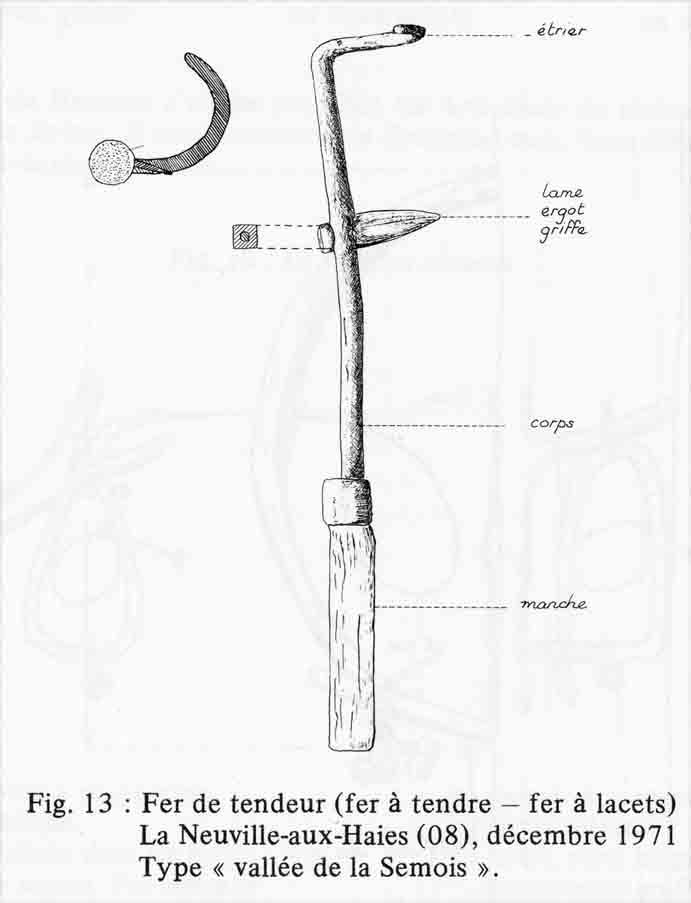 étrier
lame
ergot
griffe
corps
manche
Fig. 13 : Fer de tendeur (fer à tendre – fer à lacets)
La Neuville-aux-Haies (08), décembre 1971
Type « vallée de la Semois ».